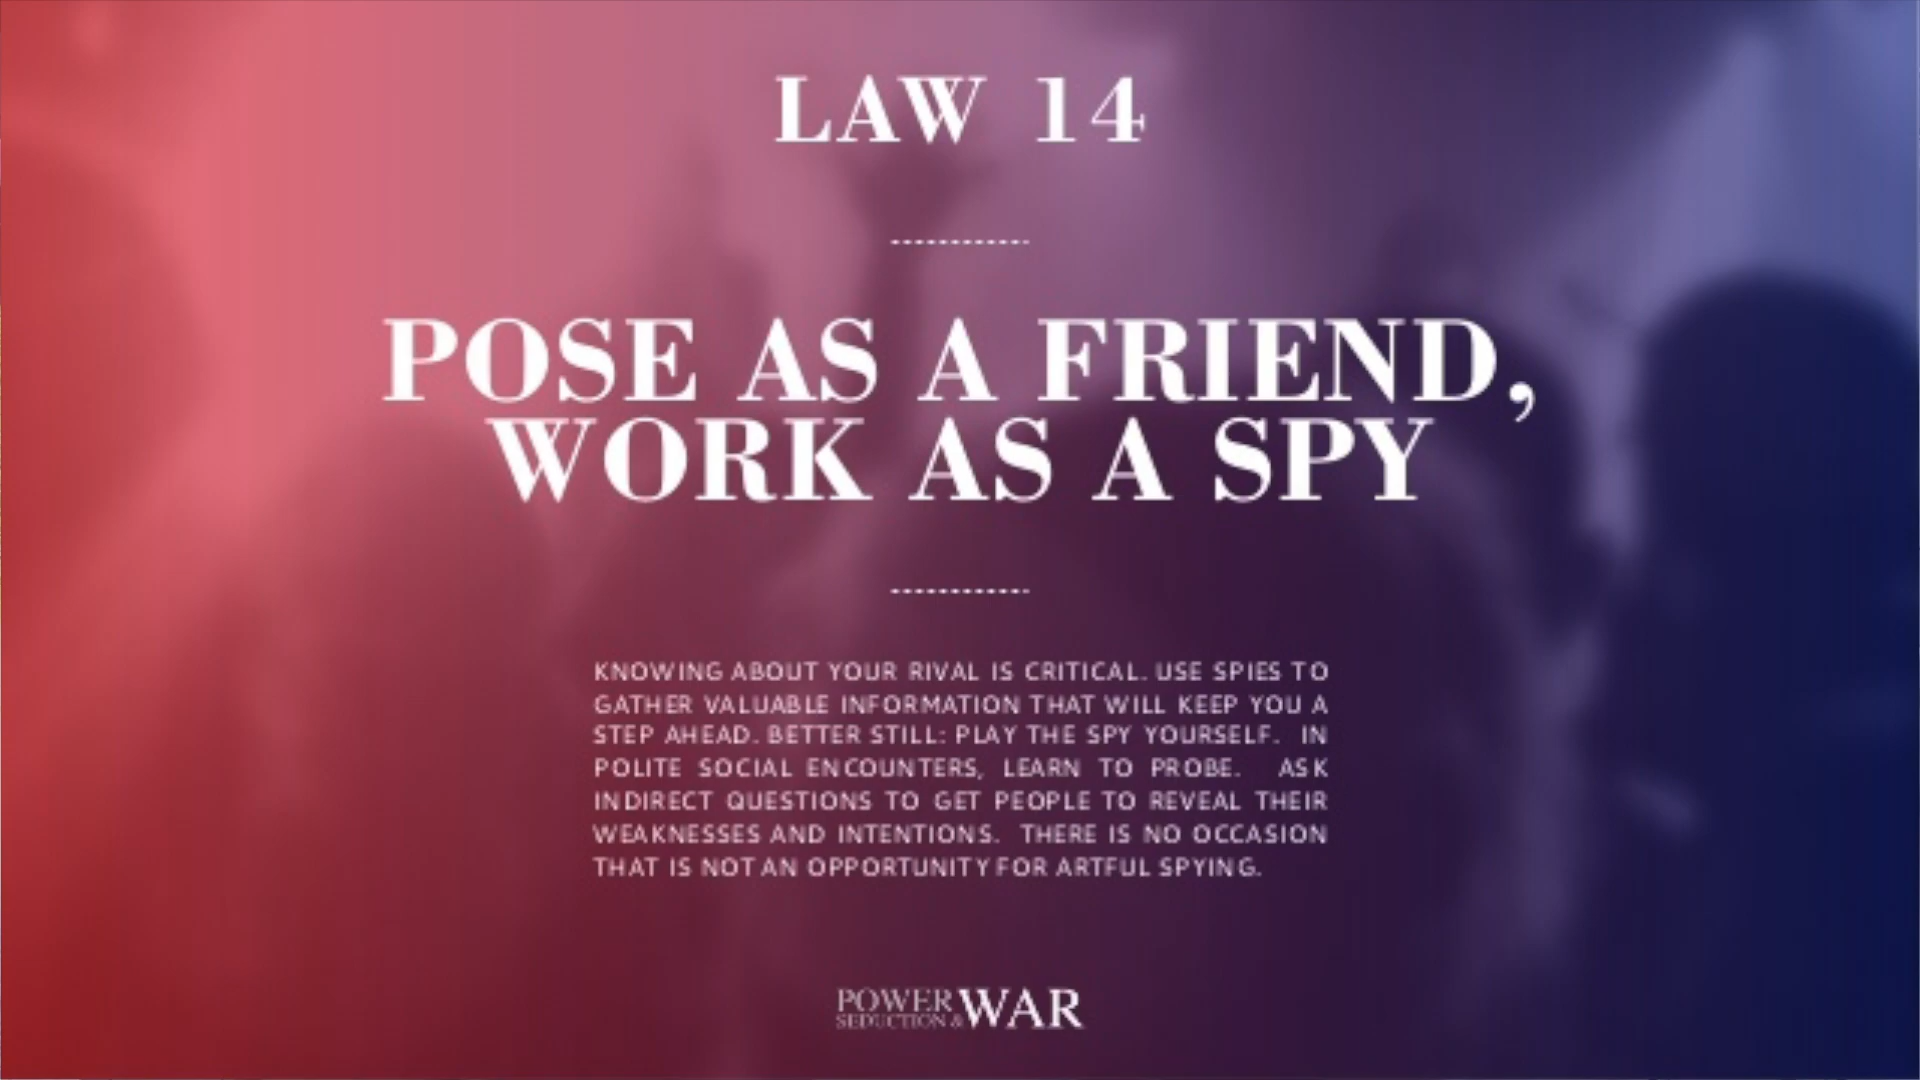 LAW 14
POSE AS A FRIEND,
WORK AS A SPY
KNOWING ABOUT YOUR RIVAL IS CRITICAL. USE SPIES TO
GATHER VALUABLE INFORMATION THAT WILL KEEP YOU A
STEP AHEAD. BETTER STILL: PLAY THE SPY YOURSELF. IN
POLITE SOCIAL ENCOUNTERS, LEARN TO PROBE. ASK
INDIRECT QUESTIONS TO GET PEOPLE TO REVEAL THEIR
WEAKNESSES AND INTENTIONS. THERE IS NO OCCASION
THAT IS NOT AN OPPORTUNITY FOR ARTFUL SPYING.
POWER
SEDUCTION & WAR